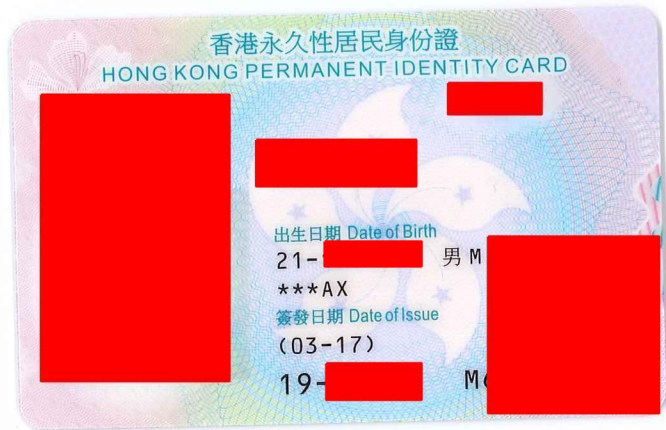 香港永久性居民身份證
HONG KONG PERMANENT IDENTITY CARD
出生日期 Date of Birth
21- 男 M
***AX
簽發日期 Date of Issue
(03-17)
19- M